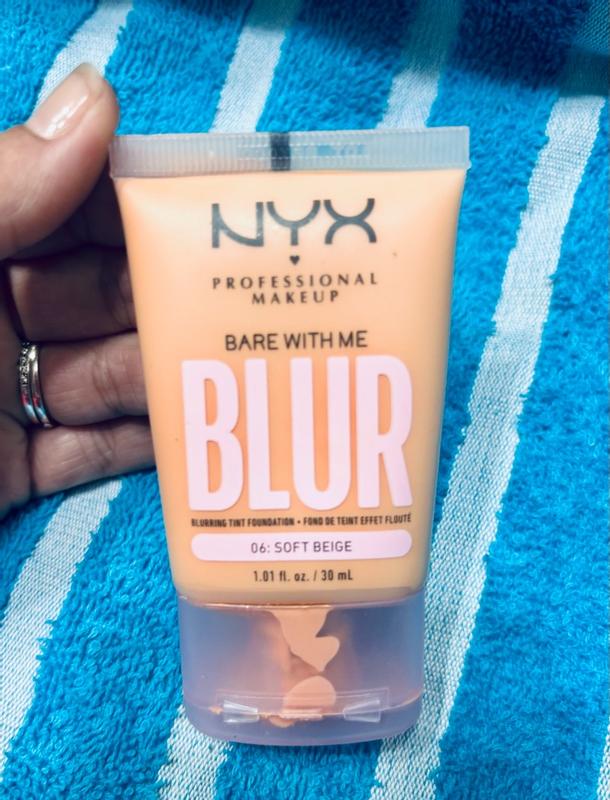 NYX
PROFESSIONAL
MAKEUP
BARE WITH ME
BLUR
BLURRING TINT FOUNDATION • FOND DE TEINT EFFET FLOUTÉ
06: SOFT BEIGE
1.01 fl. oz. / 30 mL